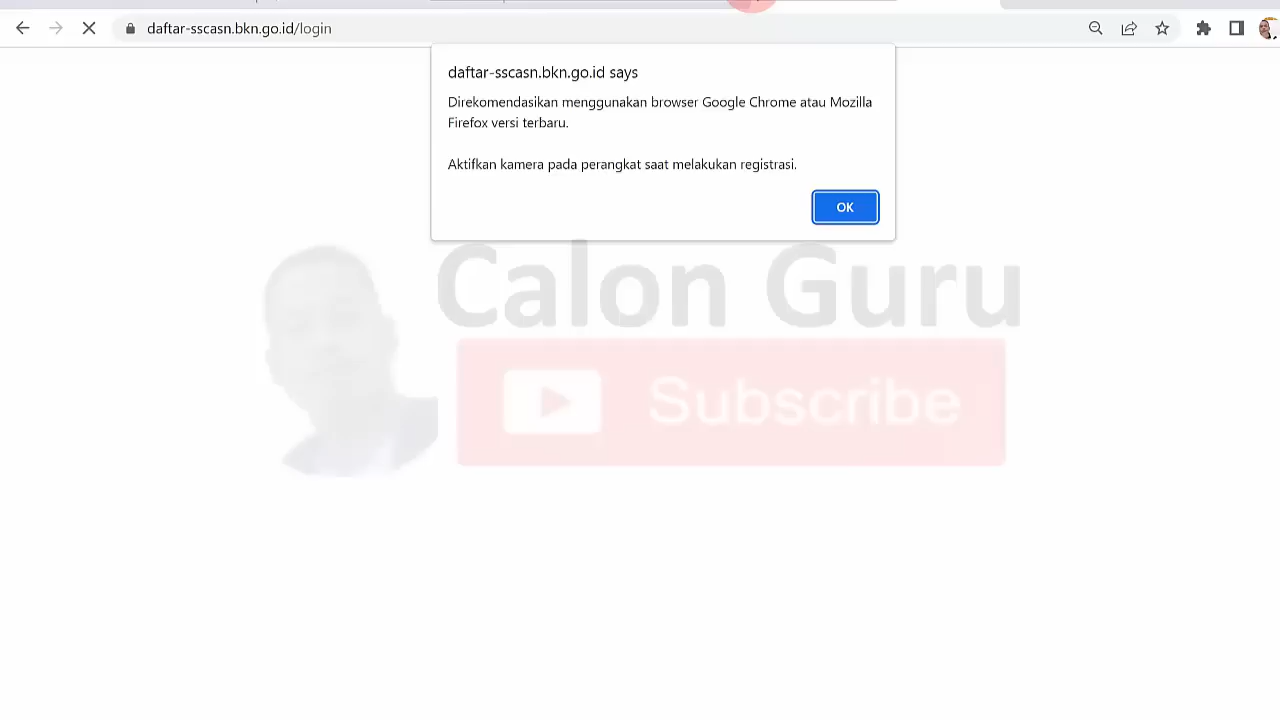 daftar-sscasn.bkn.go.id/login
daftar-sscasn.bkn.go.id says
Direkomendasikan menggunakan browser Google Chrome atau Mozilla
Firefox versi terbaru.
Aktifkan kamera pada perangkat saat melakukan registrasi.
OK
Calon Guru
Subscribe